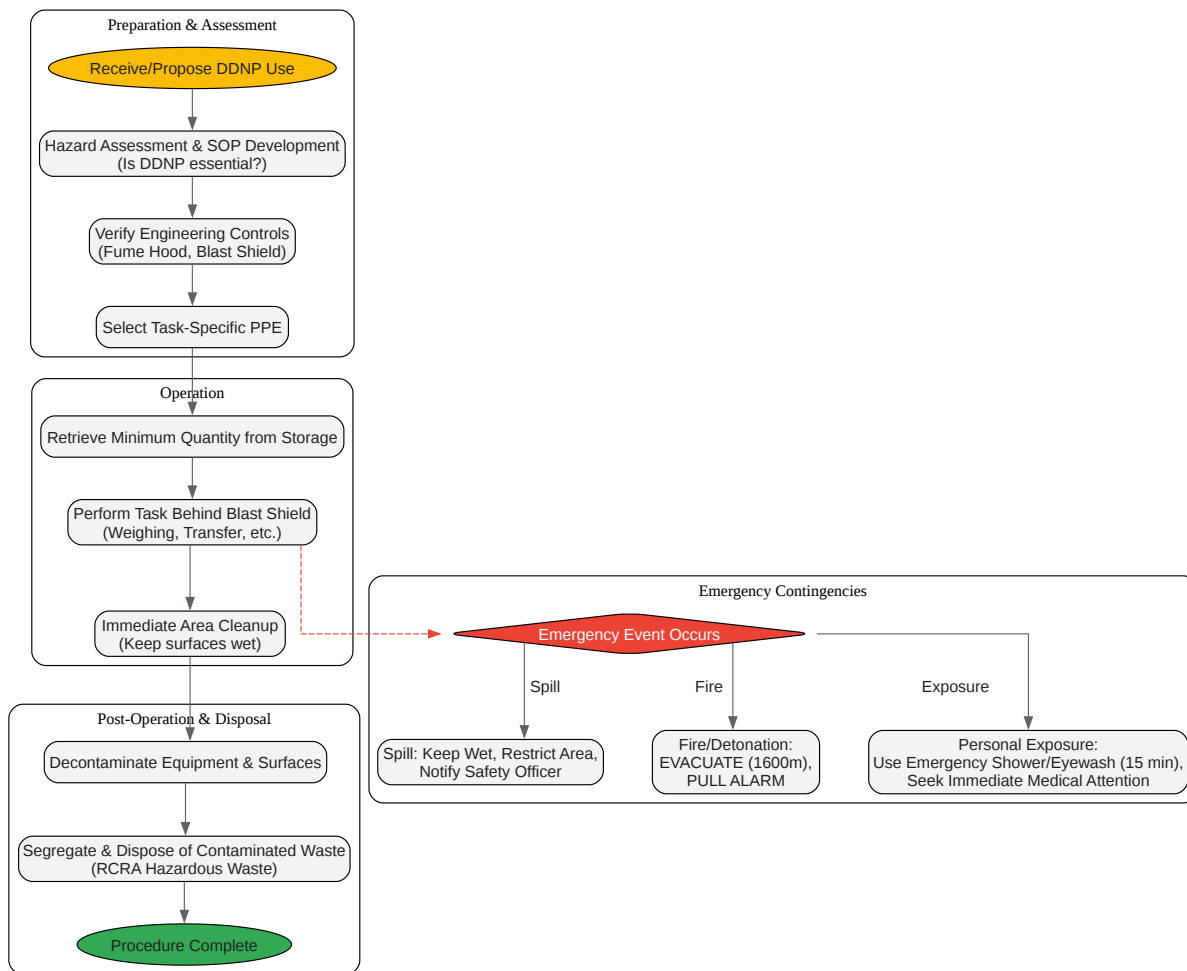 Preparation & Assessment
Receive/Propose DDNP Use
Hazard Assessment & SOP Development
(Is DDNP essential?)
Verify Engineering Controls
(Fume Hood, Blast Shield)
Select Task-Specific PPE
Operation
Retrieve Minimum Quantity from Storage
Perform Task Behind Blast Shield
(Weighing, Transfer, etc.)
Immediate Area Cleanup
(Keep surfaces wet)
Emergency Contingencies
Emergency Event Occurs
Spill
Fire
Exposure
Spill: Keep Wet, Restrict Area,
Notify Safety Officer
Fire/Detonation:
EVACUATE (1600m),
PULL ALARM
Personal Exposure:
Use Emergency Shower/Eyewash (15 min),
Seek Immediate Medical Attention
Post-Operation & Disposal
Decontaminate Equipment & Surfaces
Segregate & Dispose of Contaminated Waste
(RCRA Hazardous Waste)
Procedure Complete